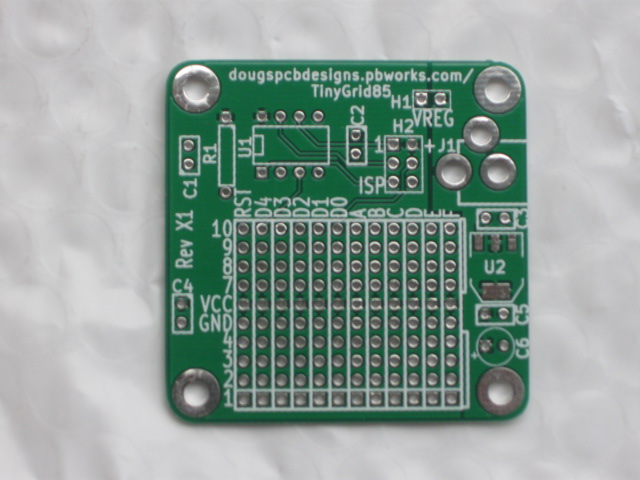 dougspcbdesigns.pbworks.com/
TinyGrid85
H1
VREG
C2
H2
1
+
J1
U1
R1
C1
ISP
RST
D4
D3
D2
D1
D0
A
B
C
D
E
F
Rev X1
10
9
8
7
VCC
GND
4
3
2
1
C4
U2
C5
+
C6